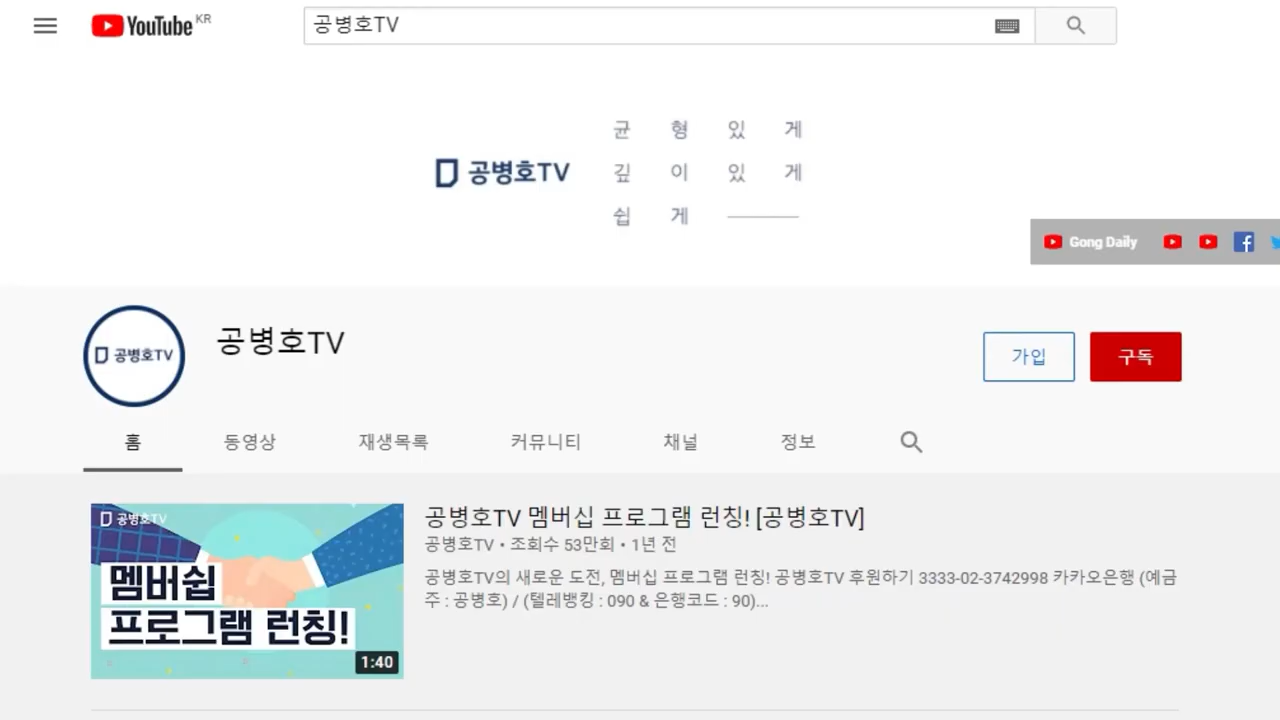 YouTube KR
공병호TV
공병호TV
균 형 있 게
깊 이 있 게
쉽 게
Gong Daily
공병호TV
공병호TV
가입
구독
홈 동영상 재생목록 커뮤니티 채널 정보
공병호TV
멤버쉽
프로그램 런칭!
1:40
공병호TV 멤버십 프로그램 런칭! [공병호TV]
공병호TV • 조회수 53만회 • 1년 전
공병호TV의 새로운 도전, 멤버십 프로그램 런칭! 공병호TV 후원하기 3333-02-3742998 카카오은행 (예금
주 : 공병호) / (텔레뱅킹 : 090 & 은행코드 : 90)...